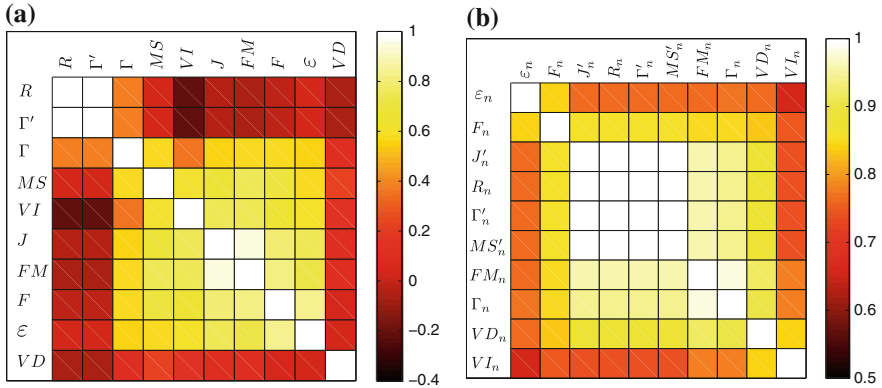 (a)
R Γ′ Γ MS VI J FM F ε VD
R
Γ′
Γ
MS
VI
J
FM
F
ε
VD
1
0.8
0.6
0.4
0.2
0
−0.2
−0.4
(b)
εₙ Fₙ J′ₙ Rₙ Γ′ₙ MS′ₙ FMₙ Γₙ VDₙ VIₙ
εₙ
Fₙ
J′ₙ
Rₙ
Γ′ₙ
MS′ₙ
FMₙ
Γₙ
VDₙ
VIₙ
1
0.9
0.8
0.7
0.6
0.5